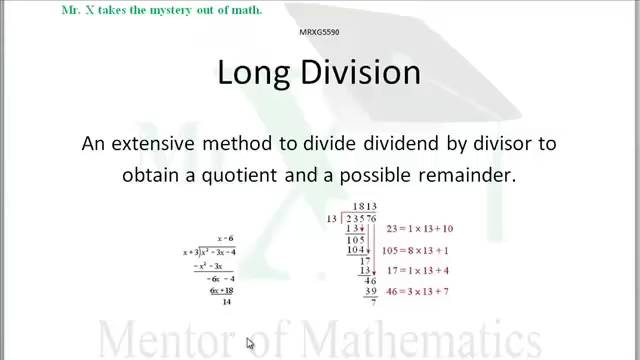 Mr. X takes the mystery out of math.
MRXG5590
Long Division
An extensive method to divide dividend by divisor to
obtain a quotient and a possible remainder.
x − 6
x + 3)x² − 3x − 4
−x² − 3x
−6x − 4
6x + 18
14
1813
13 23576
13
105
104
17
13
46
39
7
23 = 1 × 13 + 10
105 = 8 × 13 + 1
17 = 1 × 13 + 4
46 = 3 × 13 + 7
Mentor of Mathematics